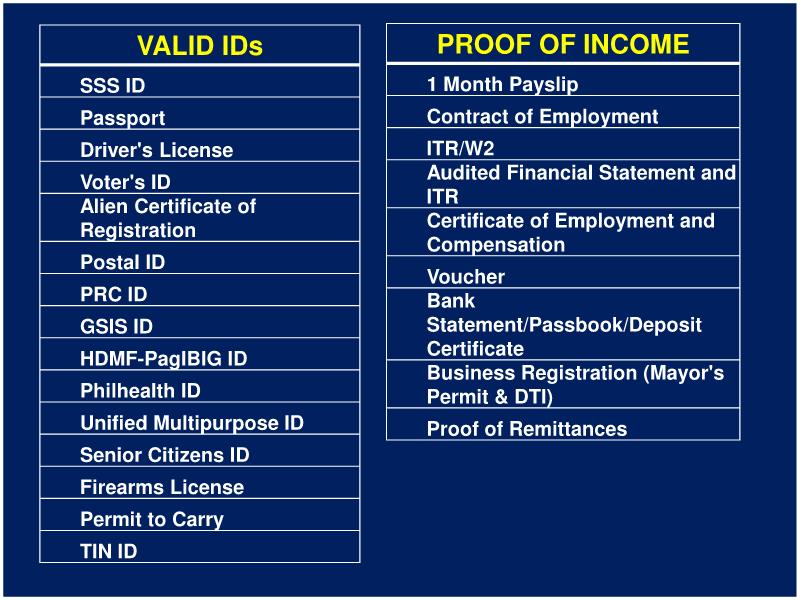 VALID IDs
SSS ID
Passport
Driver's License
Voter's ID
Alien Certificate of
Registration
Postal ID
PRC ID
GSIS ID
HDMF-PagIBIG ID
Philhealth ID
Unified Multipurpose ID
Senior Citizens ID
Firearms License
Permit to Carry
TIN ID
PROOF OF INCOME
1 Month Payslip
Contract of Employment
ITR/W2
Audited Financial Statement and
ITR
Certificate of Employment and
Compensation
Voucher
Bank
Statement/Passbook/Deposit
Certificate
Business Registration (Mayor's
Permit & DTI)
Proof of Remittances